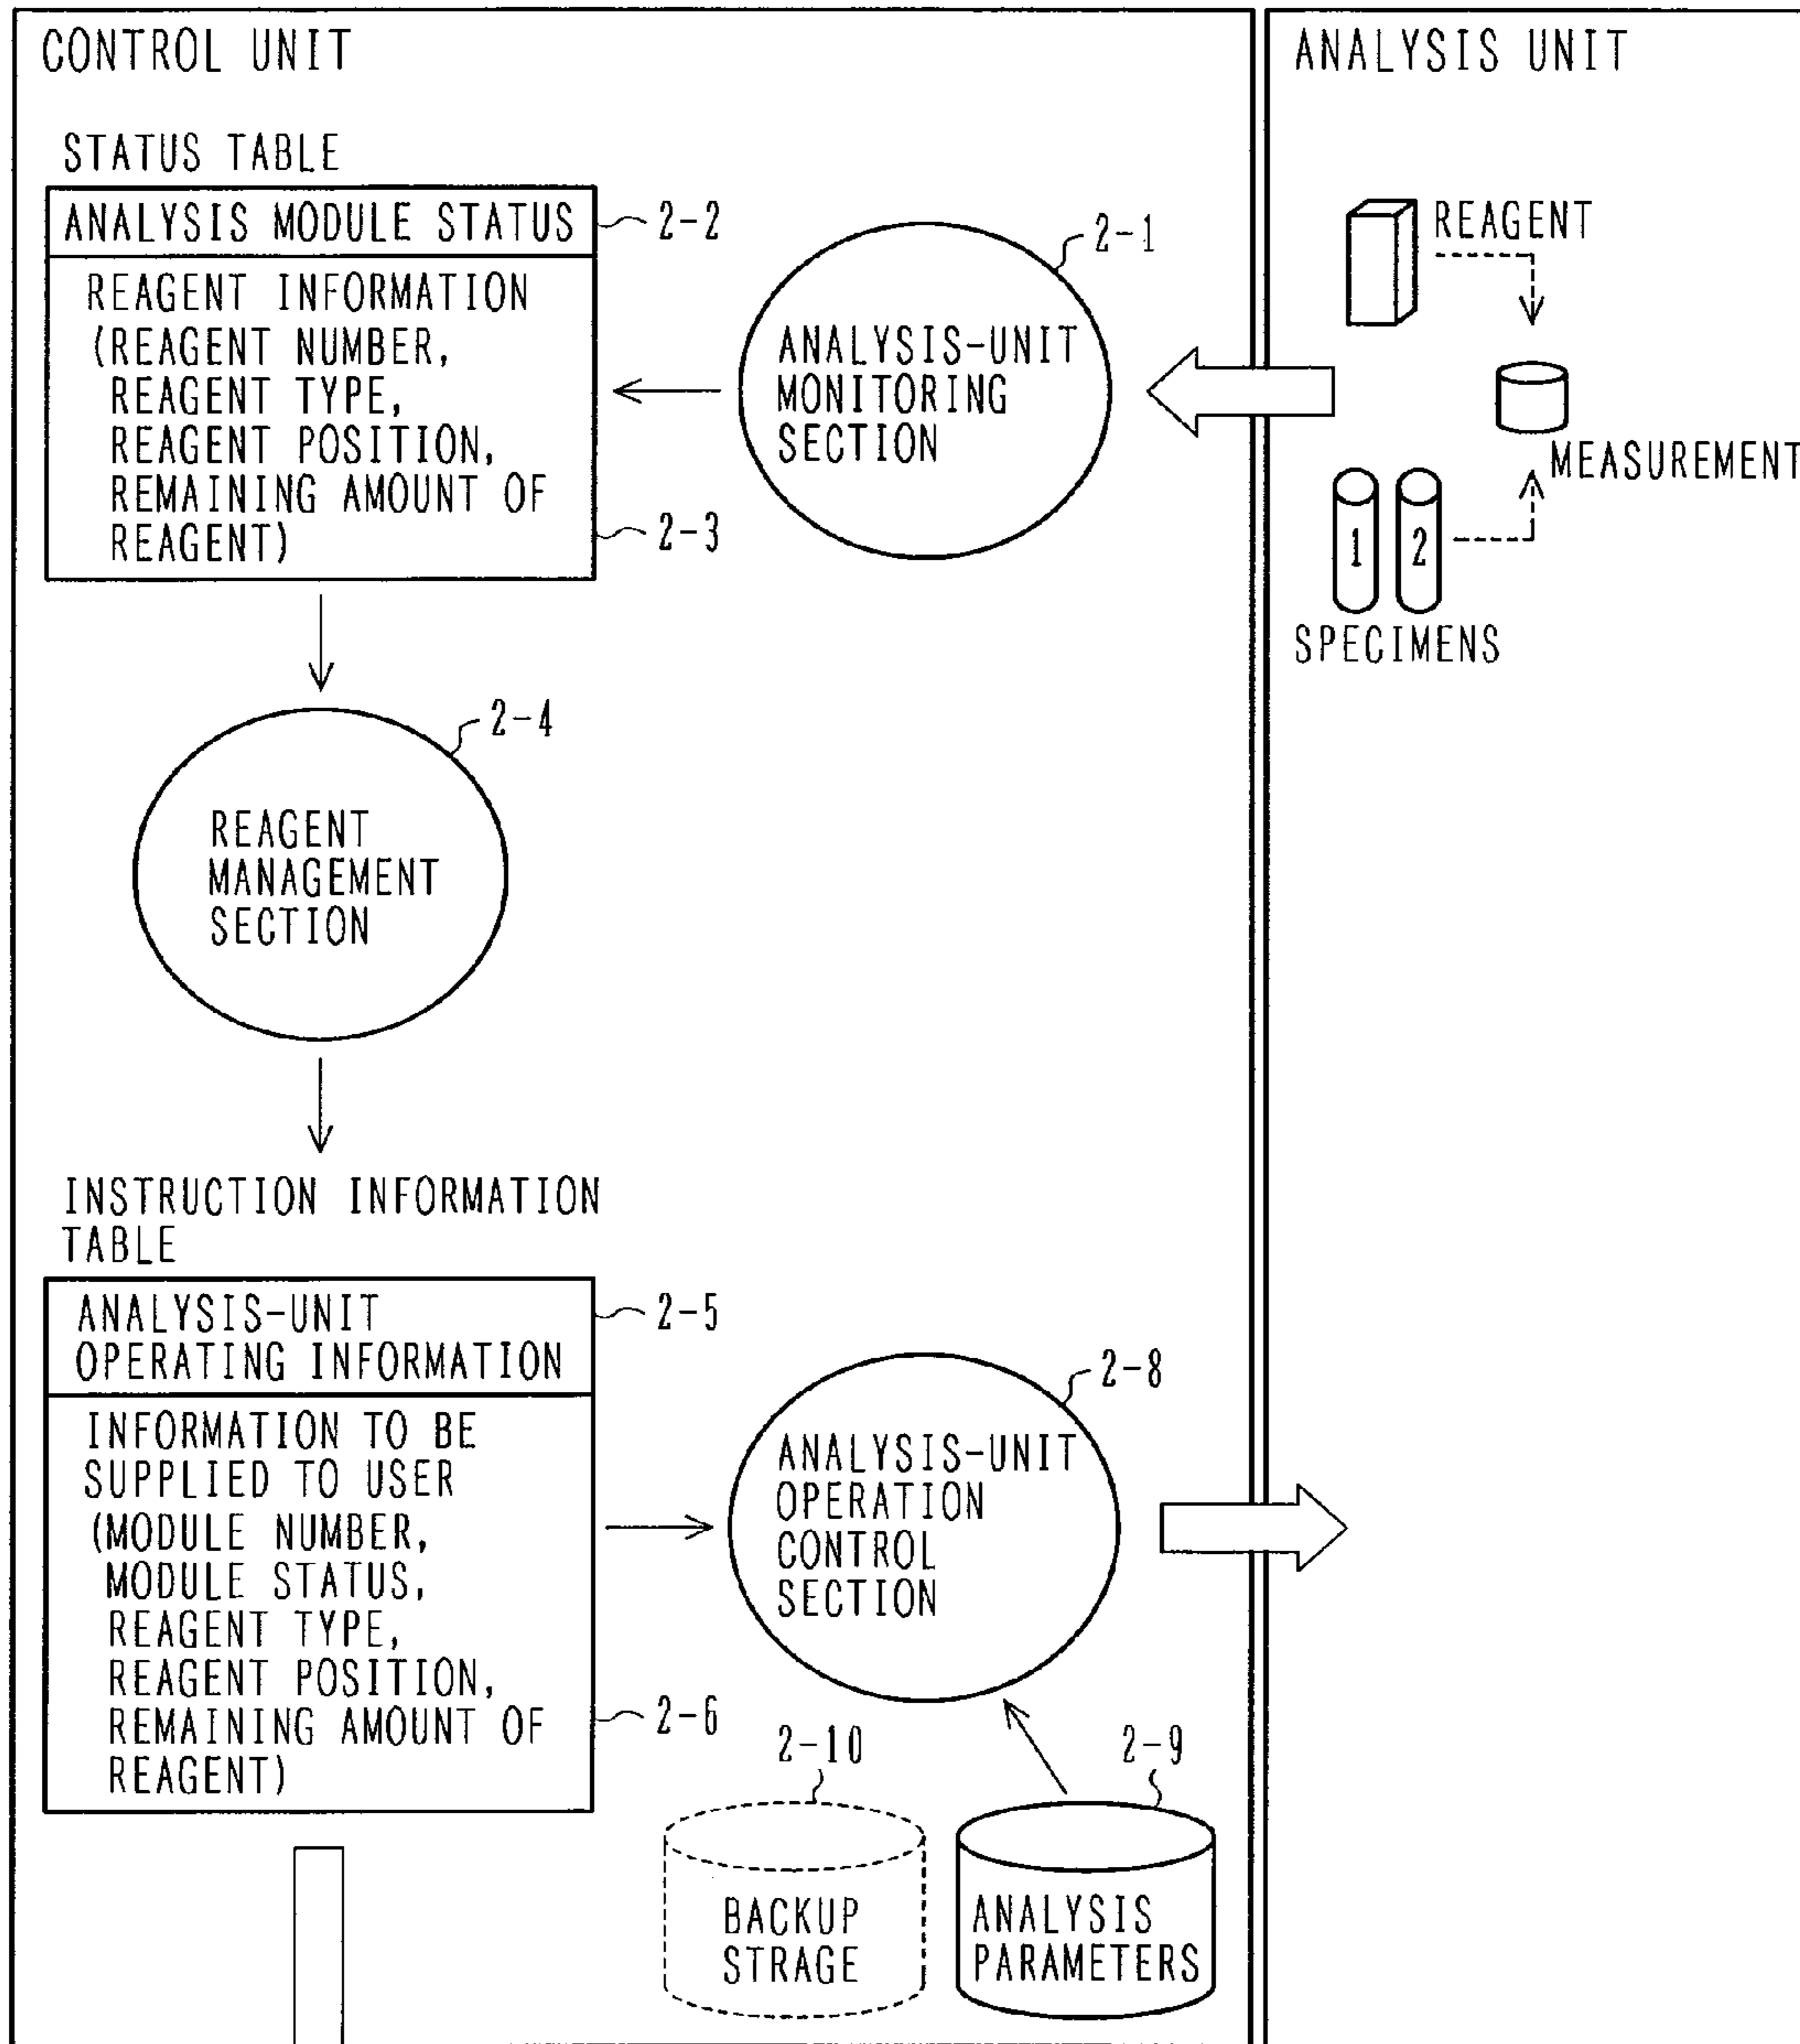 CONTROL UNIT
STATUS TABLE
ANALYSIS MODULE STATUS
2-2
REAGENT INFORMATION
(REAGENT NUMBER,
REAGENT TYPE,
REAGENT POSITION,
REMAINING AMOUNT OF
REAGENT)
2-3
2-1
ANALYSIS-UNIT
MONITORING
SECTION
2-4
REAGENT
MANAGEMENT
SECTION
INSTRUCTION INFORMATION
TABLE
ANALYSIS-UNIT
OPERATING INFORMATION
2-5
INFORMATION TO BE
SUPPLIED TO USER
(MODULE NUMBER,
MODULE STATUS,
REAGENT TYPE,
REAGENT POSITION,
REMAINING AMOUNT OF
REAGENT)
2-6
2-8
ANALYSIS-UNIT
OPERATION
CONTROL
SECTION
2-10
BACKUP
STRAGE
2-9
ANALYSIS
PARAMETERS
ANALYSIS UNIT
REAGENT
MEASUREMENT
1 2
SPECIMENS